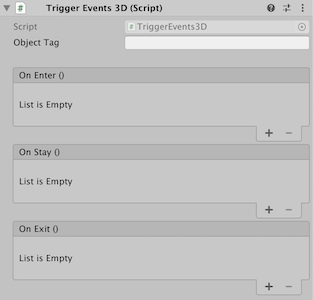 Trigger Events 3D (Script)
Script TriggerEvents3D
Object Tag
On Enter ()
List is Empty
On Stay ()
List is Empty
On Exit ()
List is Empty